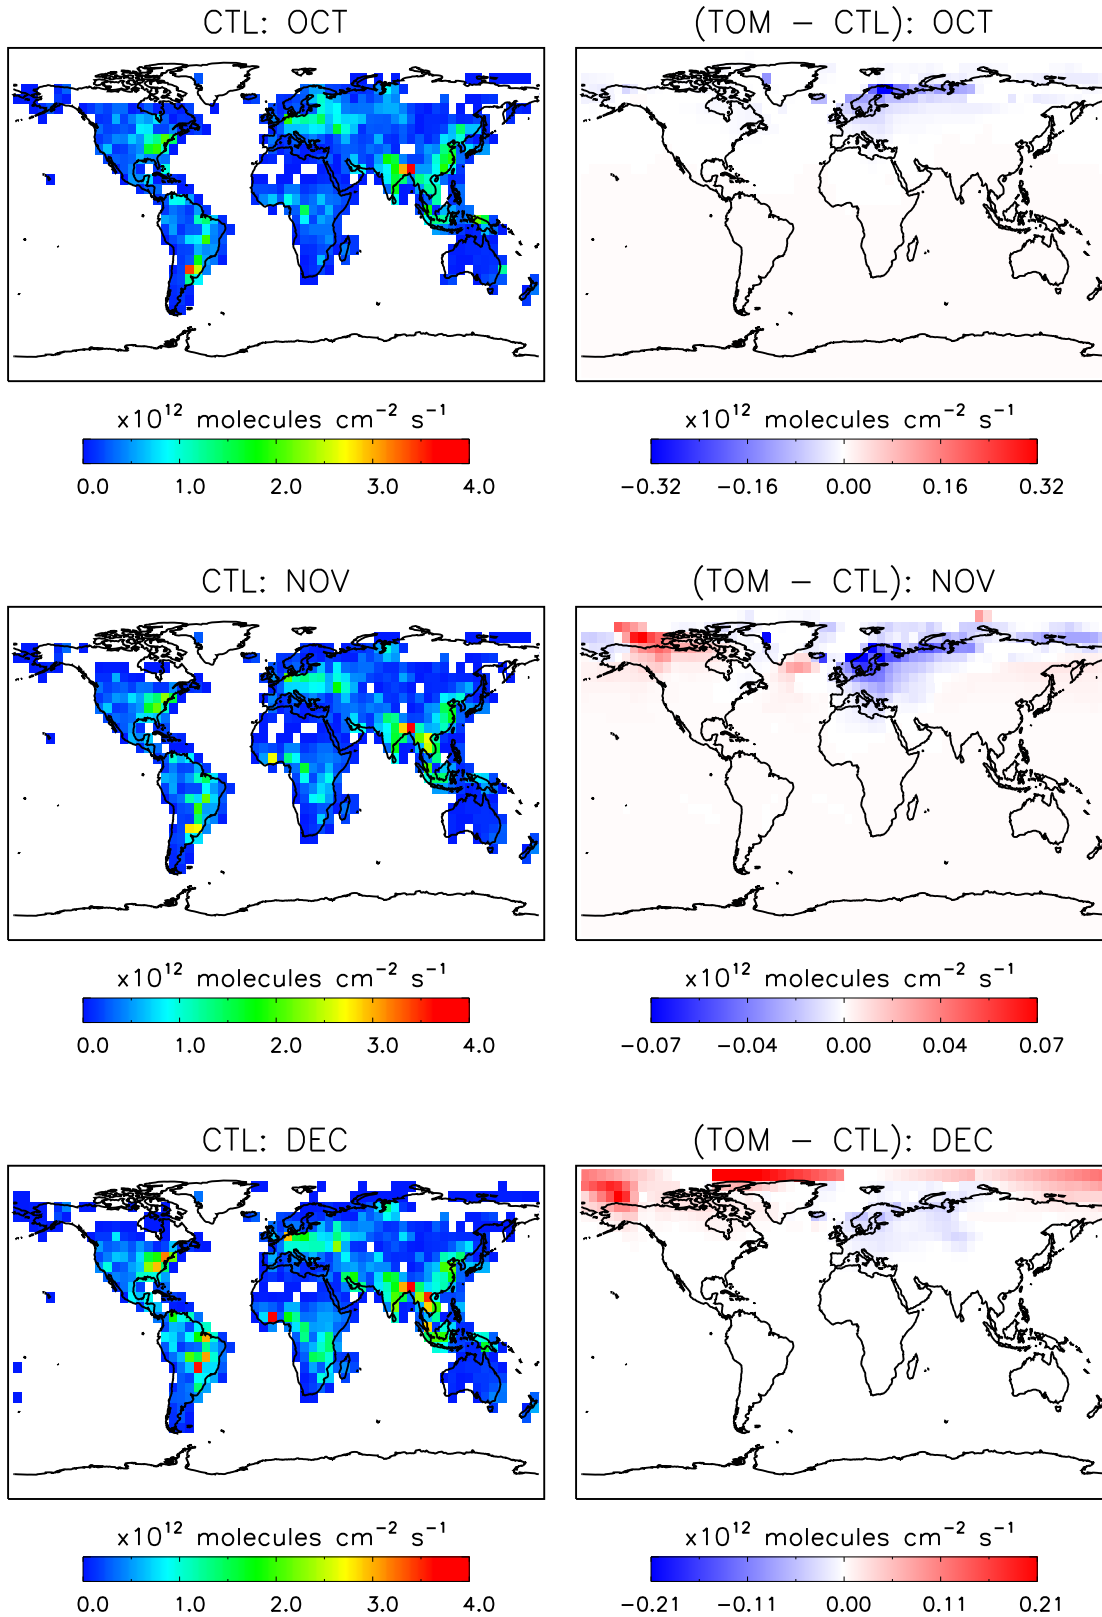 CTL: OCT
(TOM − CTL): OCT
x10¹² molecules cm⁻² s⁻¹
0.0 1.0 2.0 3.0 4.0
x10¹² molecules cm⁻² s⁻¹
−0.32 −0.16 0.00 0.16 0.32
CTL: NOV
(TOM − CTL): NOV
x10¹² molecules cm⁻² s⁻¹
0.0 1.0 2.0 3.0 4.0
x10¹² molecules cm⁻² s⁻¹
−0.07 −0.04 0.00 0.04 0.07
CTL: DEC
(TOM − CTL): DEC
x10¹² molecules cm⁻² s⁻¹
0.0 1.0 2.0 3.0 4.0
x10¹² molecules cm⁻² s⁻¹
−0.21 −0.11 0.00 0.11 0.21